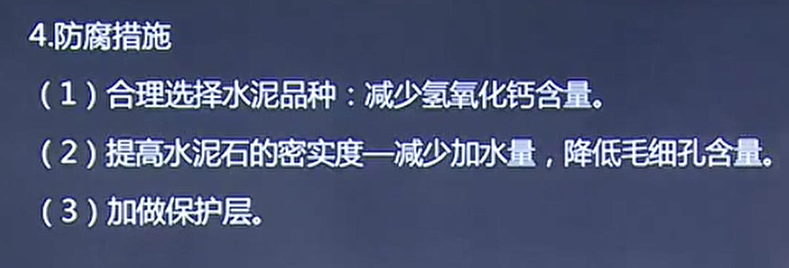 4.防腐措施
（1）合理选择水泥品种：减少氢氧化钙含量。
（2）提高水泥石的密实度—减少加水量，降低毛细孔含量。
（3）加做保护层。